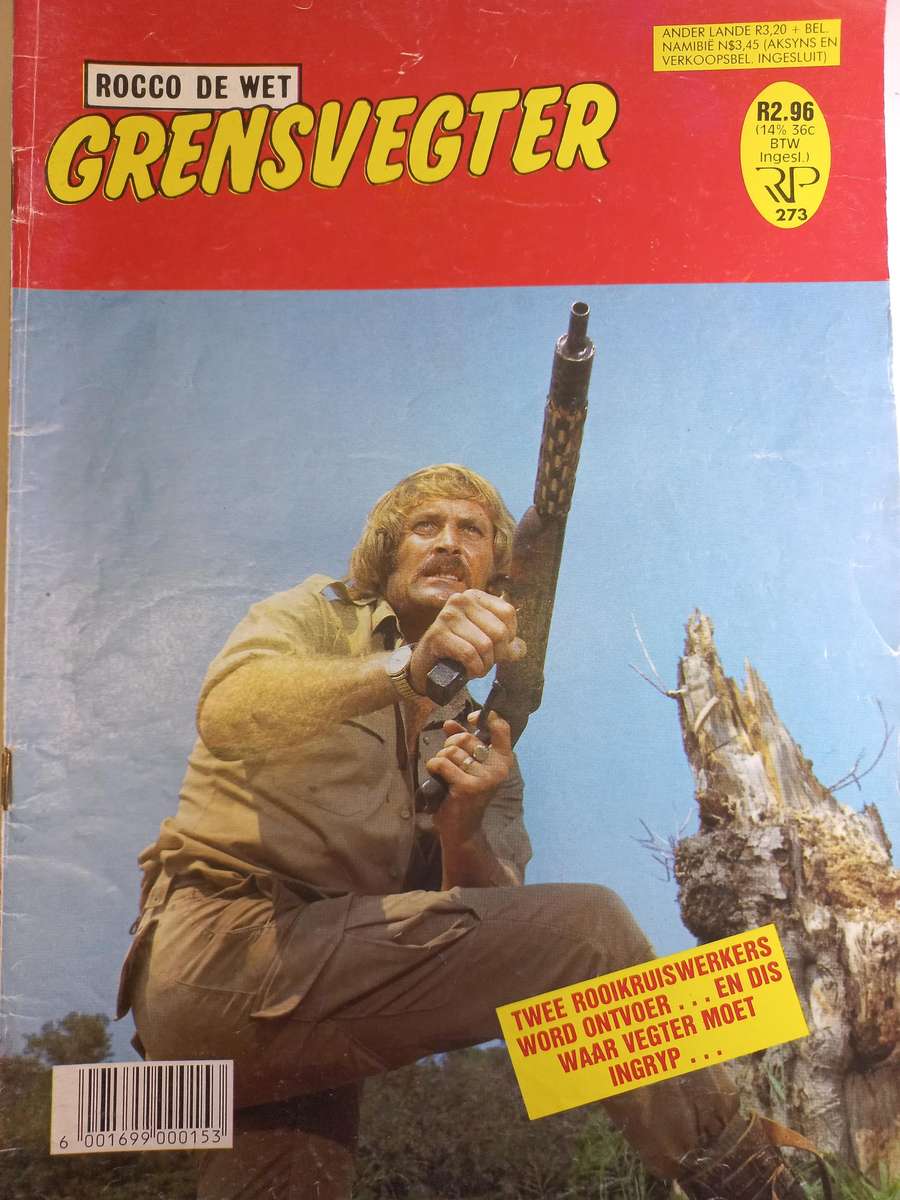 ANDER LANDE R3,20 + BEL.
NAMIBIË N$3,45 (AKSYNS EN
VERKOOPSBEL. INGESLUIT)
ROCCO DE WET
GRENSVEGTER
R2.96
(14% 36c
BTW
Ingesl.)
RP
273
TWEE ROOIKRUISWERKERS
WORD ONTVOER . . . EN DIS
WAAR VEGTER MOET
INGRYP . . .
6 001699 000153